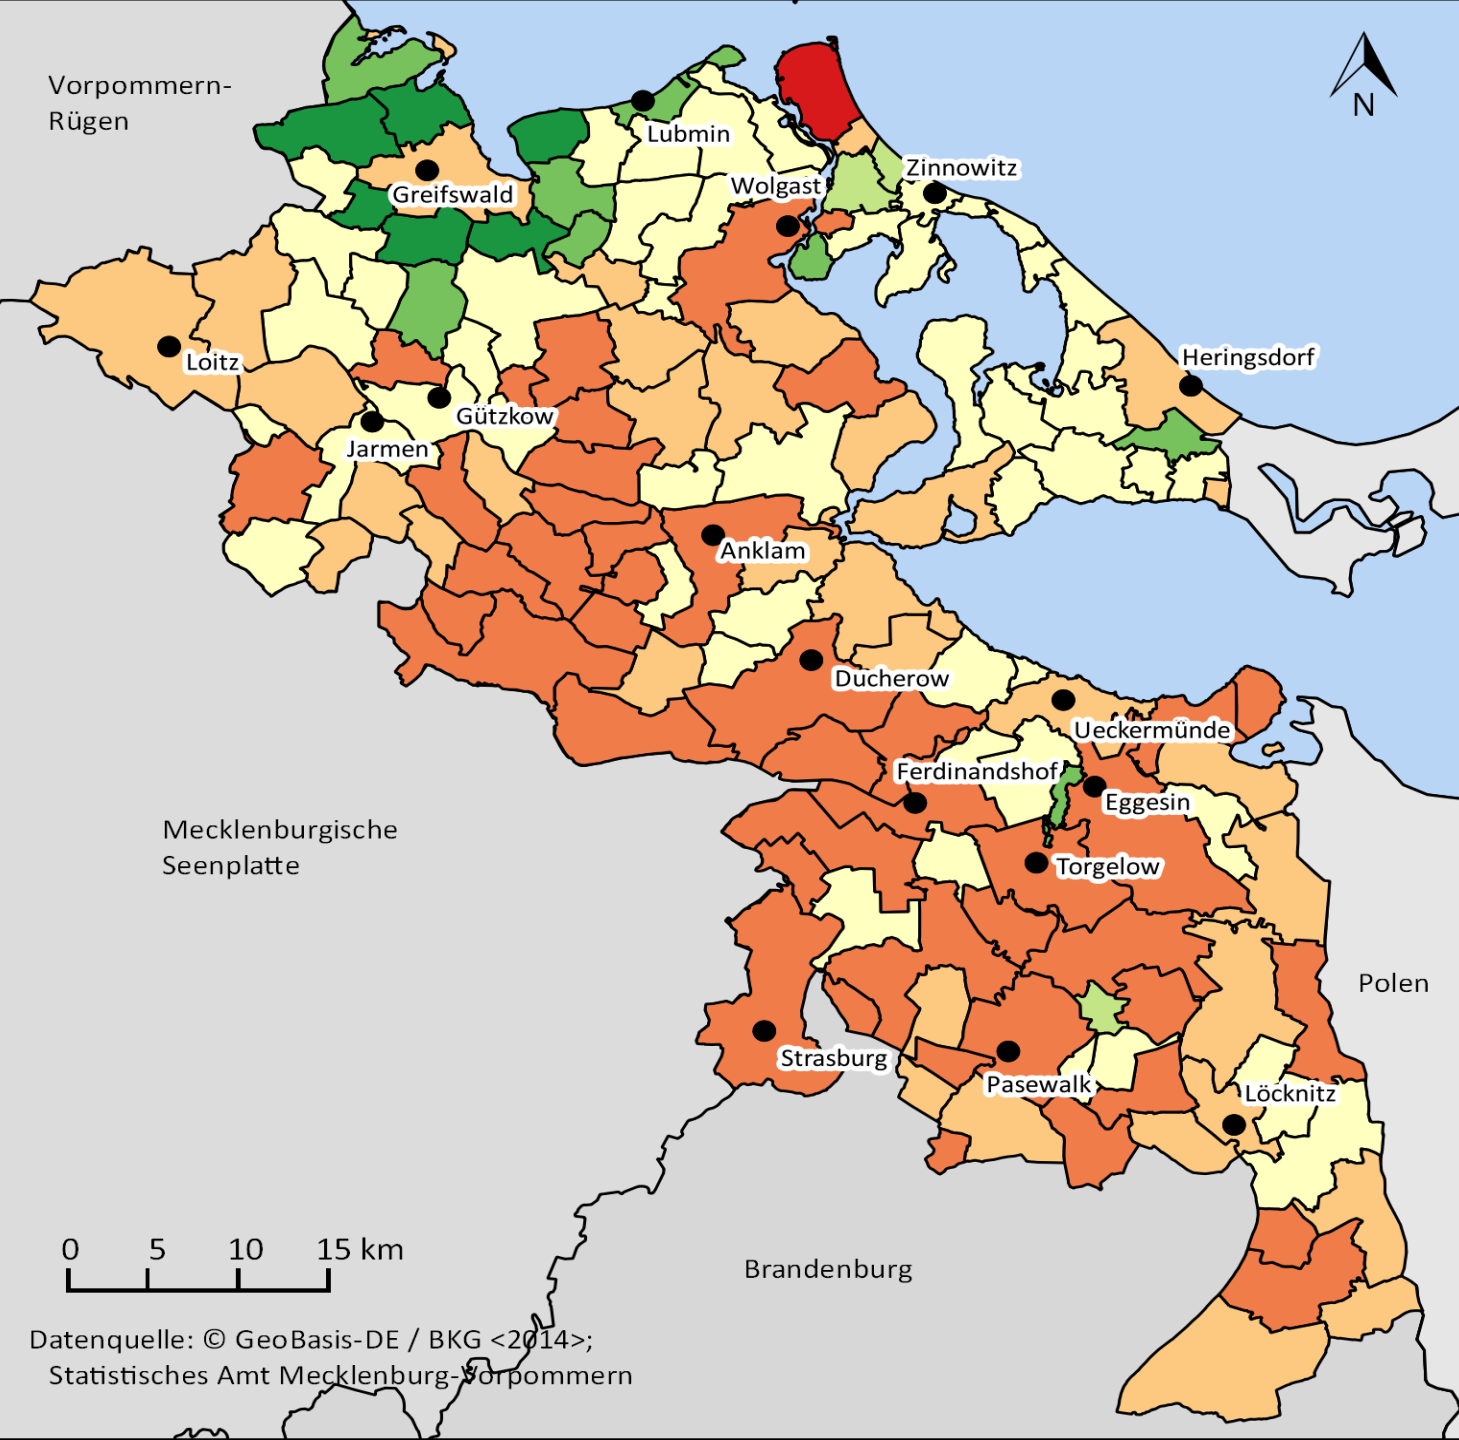 Vorpommern-
Rügen
N
Lubmin
Zinnowitz
Wolgast
Greifswald
Heringsdorf
Loitz
Gützkow
Jarmen
Anklam
Ducherow
Ueckermünde
Ferdinandshof
Eggesin
Mecklenburgische
Seenplatte
Torgelow
Polen
Strasburg
Pasewalk
Löcknitz
0 5 10 15 km
Brandenburg
Datenquelle: © GeoBasis-DE / BKG <2014>;
Statistisches Amt Mecklenburg-Vorpommern